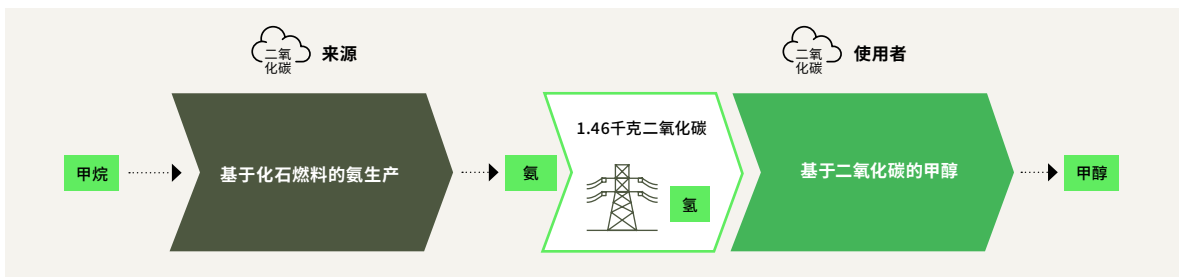 二氧
化碳
来源
二氧
化碳
使用者
甲烷
基于化石燃料的氨生产
氨
1.46千克二氧化碳
氢
基于二氧化碳的甲醇
甲醇